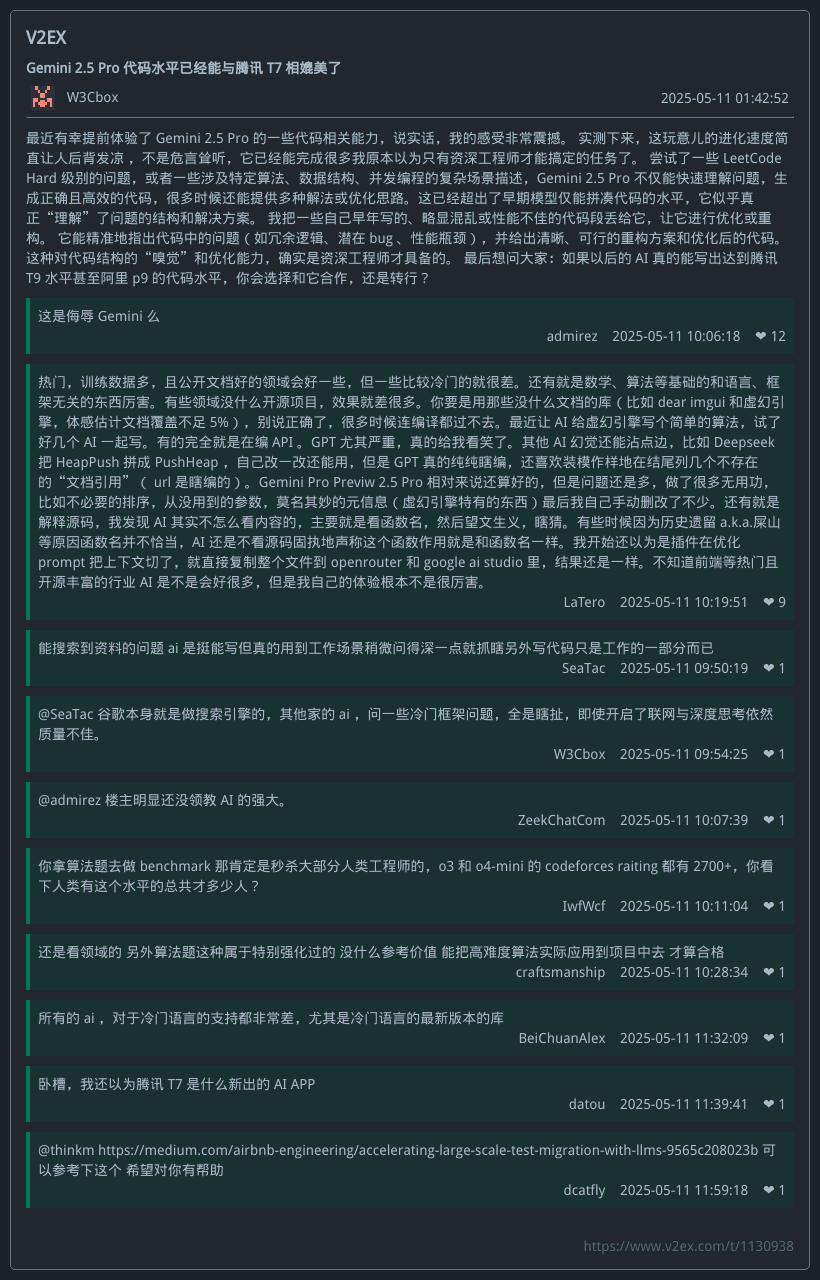 V2EX
Gemini 2.5 Pro 代码水平已经能与腾讯 T7 相媲美了
W3Cbox 2025-05-11 01:42:52
最近有幸提前体验了 Gemini 2.5 Pro 的一些代码相关能力，说实话，我的感受非常震撼。 实测下来，这玩意儿的进化速度简
直让人后背发凉 ，不是危言耸听，它已经能完成很多我原本以为只有资深工程师才能搞定的任务了。 尝试了一些 LeetCode
Hard 级别的问题，或者一些涉及特定算法、数据结构、并发编程的复杂场景描述，Gemini 2.5 Pro 不仅能快速理解问题，生
成正确且高效的代码，很多时候还能提供多种解法或优化思路。这已经超出了早期模型仅能拼凑代码的水平，它似乎真
正“理解”了问题的结构和解决方案。 我把一些自己早年写的、略显混乱或性能不佳的代码段丢给它，让它进行优化或重
构。 它能精准地指出代码中的问题（如冗余逻辑、潜在 bug 、性能瓶颈），并给出清晰、可行的重构方案和优化后的代码。
这种对代码结构的“嗅觉”和优化能力，确实是资深工程师才具备的。 最后想问大家：如果以后的 AI 真的能写出达到腾讯
T9 水平甚至阿里 p9 的代码水平，你会选择和它合作，还是转行？
这是侮辱 Gemini 么
admirez 2025-05-11 10:06:18 ❤ 12
热门，训练数据多，且公开文档好的领域会好一些，但一些比较冷门的就很差。还有就是数学、算法等基础的和语言、框
架无关的东西厉害。有些领域没什么开源项目，效果就差很多。你要是用那些没什么文档的库（比如 dear imgui 和虚幻引
擎，体感估计文档覆盖不足 5%），别说正确了，很多时候连编译都过不去。最近让 AI 给虚幻引擎写个简单的算法，试了
好几个 AI 一起写。有的完全就是在编 API 。GPT 尤其严重，真的给我看笑了。其他 AI 幻觉还能沾点边，比如 Deepseek
把 HeapPush 拼成 PushHeap ，自己改一改还能用，但是 GPT 真的纯纯瞎编，还喜欢装模作样地在结尾列几个不存在
的“文档引用”（ url 是瞎编的）。Gemini Pro Previw 2.5 Pro 相对来说还算好的，但是问题还是多，做了很多无用功，
比如不必要的排序，从没用到的参数，莫名其妙的元信息（虚幻引擎特有的东西）最后我自己手动删改了不少。还有就是
解释源码，我发现 AI 其实不怎么看内容的，主要就是看函数名，然后望文生义，瞎猜。有些时候因为历史遗留 a.k.a.屎山
等原因函数名并不恰当，AI 还是不看源码固执地声称这个函数作用就是和函数名一样。我开始还以为是插件在优化
prompt 把上下文切了，就直接复制整个文件到 openrouter 和 google ai studio 里，结果还是一样。不知道前端等热门且
开源丰富的行业 AI 是不是会好很多，但是我自己的体验根本不是很厉害。
LaTero 2025-05-11 10:19:51 ❤ 9
能搜索到资料的问题 ai 是挺能写但真的用到工作场景稍微问得深一点就抓瞎另外写代码只是工作的一部分而已
SeaTac 2025-05-11 09:50:19 ❤ 1
@SeaTac 谷歌本身就是做搜索引擎的，其他家的 ai ，问一些冷门框架问题，全是瞎扯，即使开启了联网与深度思考依然
质量不佳。
W3Cbox 2025-05-11 09:54:25 ❤ 1
@admirez 楼主明显还没领教 AI 的强大。
ZeekChatCom 2025-05-11 10:07:39 ❤ 1
你拿算法题去做 benchmark 那肯定是秒杀大部分人类工程师的，o3 和 o4-mini 的 codeforces raiting 都有 2700+，你看
下人类有这个水平的总共才多少人？
IwfWcf 2025-05-11 10:11:04 ❤ 1
还是看领域的 另外算法题这种属于特别强化过的 没什么参考价值 能把高难度算法实际应用到项目中去 才算合格
craftsmanship 2025-05-11 10:28:34 ❤ 1
所有的 ai ，对于冷门语言的支持都非常差，尤其是冷门语言的最新版本的库
BeiChuanAlex 2025-05-11 11:32:09 ❤ 1
卧槽，我还以为腾讯 T7 是什么新出的 AI APP
datou 2025-05-11 11:39:41 ❤ 1
@thinkm https://medium.com/airbnb-engineering/accelerating-large-scale-test-migration-with-llms-9565c208023b 可
以参考下这个 希望对你有帮助
dcatfly 2025-05-11 11:59:18 ❤ 1
https://www.v2ex.com/t/1130938